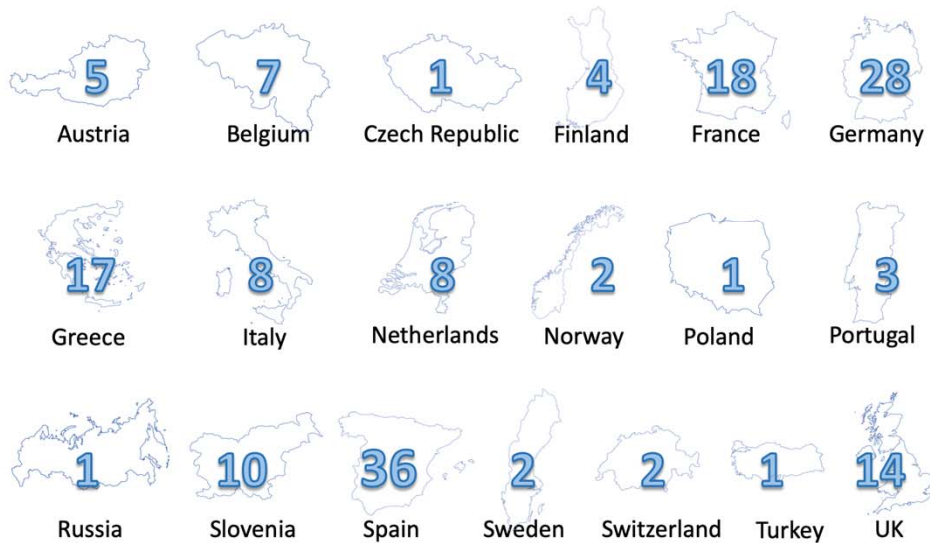 5 7 1 4 18 28
Austria Belgium Czech Republic Finland France Germany
17 8 8 2 1 3
Greece Italy Netherlands Norway Poland Portugal
1 10 36 2 2 1 14
Russia Slovenia Spain Sweden Switzerland Turkey UK